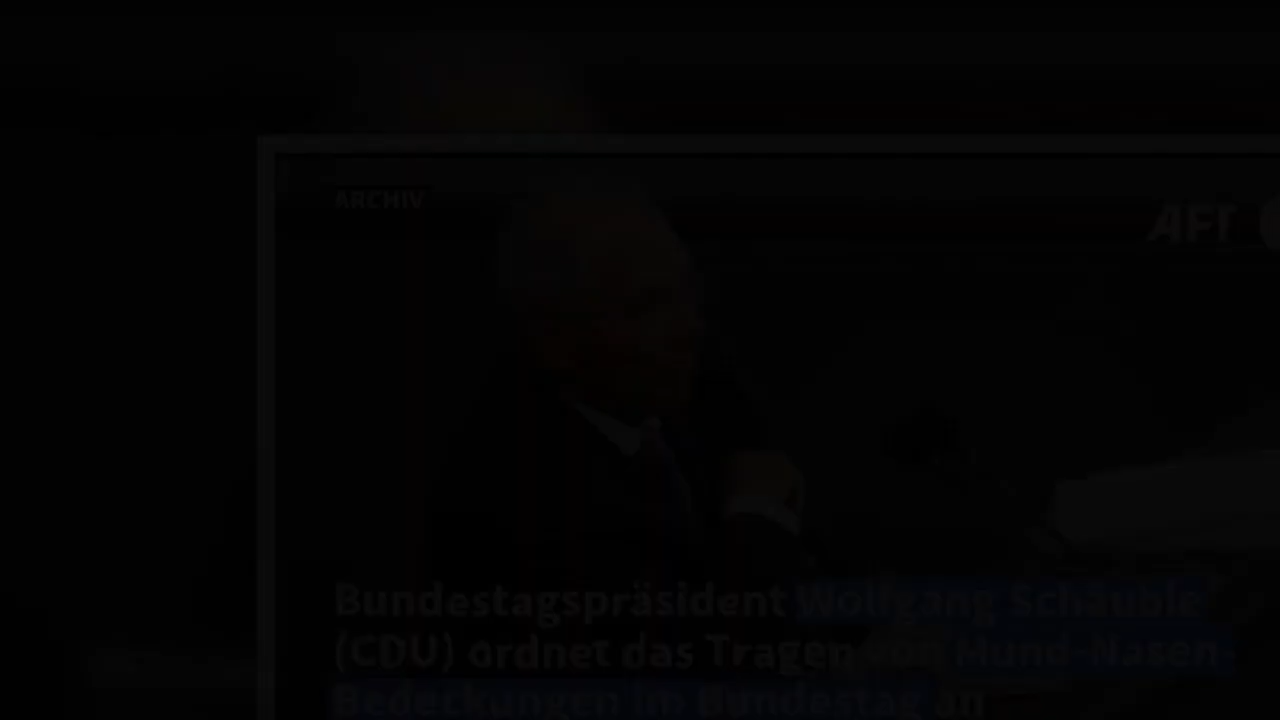 ARCHIV
AFP
Bundestagspräsident Wolfgang Schäuble
(CDU) ordnet das Tragen von Mund-Nasen-
Bedeckungen im Bundestag an